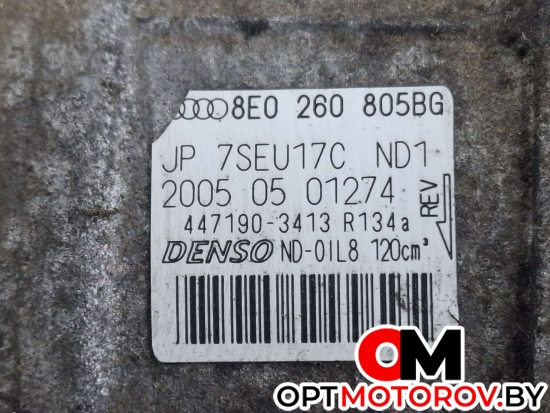 8E0 260 805BG
JP 7SEU17C ND1
2005 05 01274
REV
447190-3413 R134a
DENSO ND-OIL8 120cm³
OM
OPTMOTOROV.BY